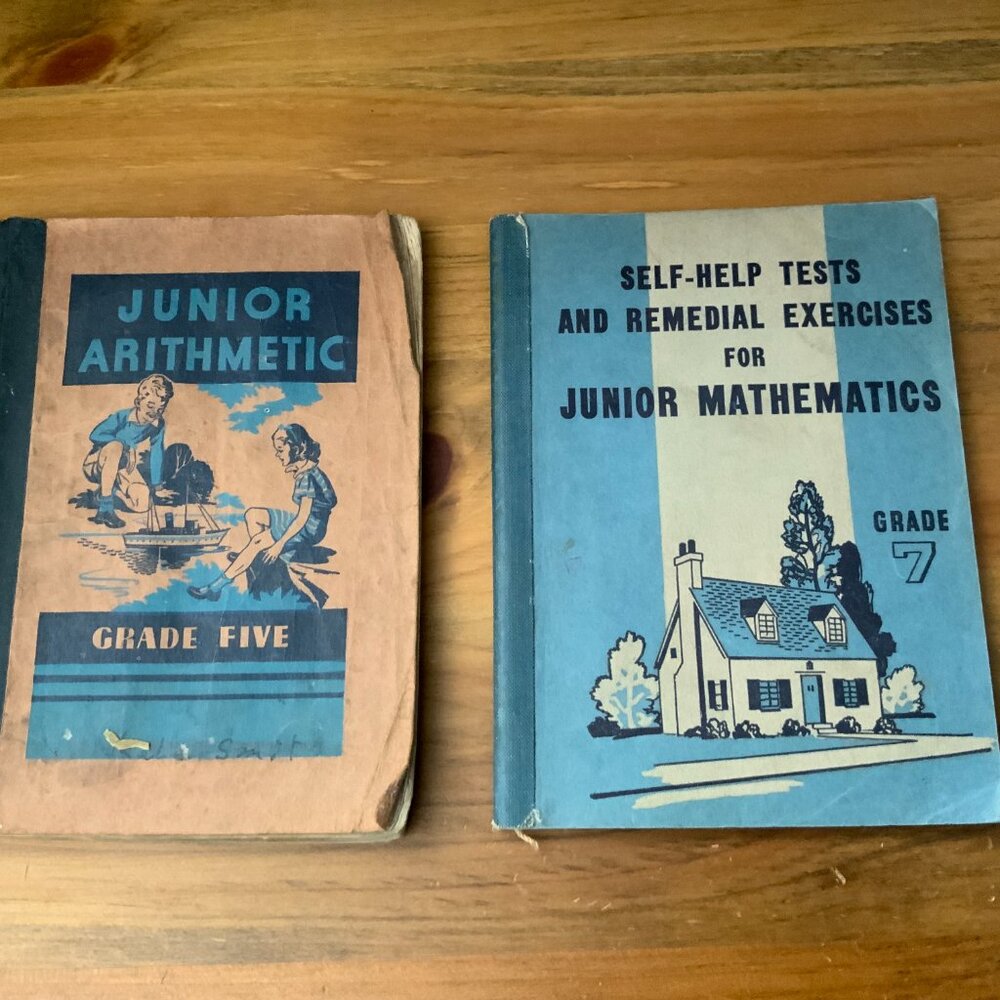 JUNIOR
ARITHMETIC
GRADE FIVE
SELF-HELP TESTS
AND REMEDIAL EXERCISES
FOR
JUNIOR MATHEMATICS
GRADE
7